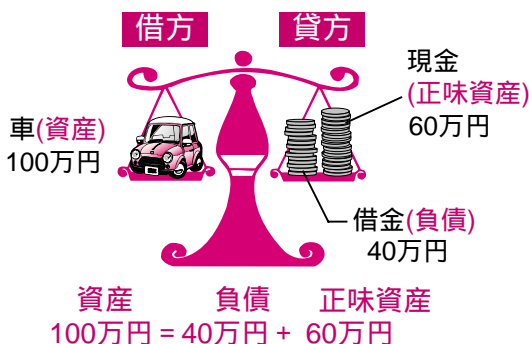 借方
貸方
車(資産)
100万円
現金
(正味資産)
60万円
借金(負債)
40万円
資産 負債 正味資産
100万円 = 40万円 + 60万円